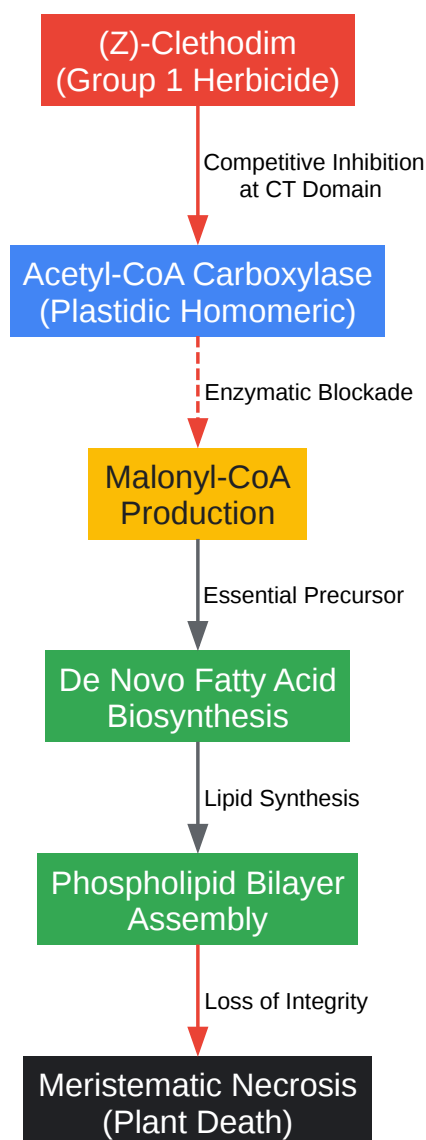 (Z)-Clethodim
(Group 1 Herbicide)
Competitive Inhibition
at CT Domain
Acetyl-CoA Carboxylase
(Plastidic Homomeric)
Enzymatic Blockade
Malonyl-CoA
Production
Essential Precursor
De Novo Fatty Acid
Biosynthesis
Lipid Synthesis
Phospholipid Bilayer
Assembly
Loss of Integrity
Meristematic Necrosis
(Plant Death)